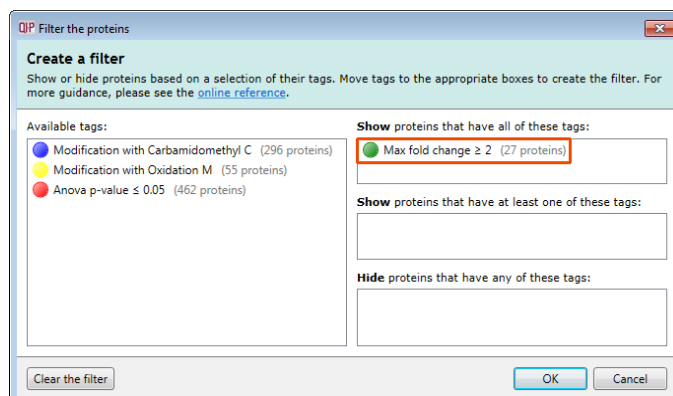 QIP Filter the proteins
Create a filter
Show or hide proteins based on a selection of their tags. Move tags to the appropriate boxes to create the filter. For
more guidance, please see the online reference.
Available tags:
Modification with Carbamidomethyl C (296 proteins)
Modification with Oxidation M (55 proteins)
Anova p-value ≤ 0.05 (462 proteins)
Show proteins that have all of these tags:
Max fold change ≥ 2 (27 proteins)
Show proteins that have at least one of these tags:
Hide proteins that have any of these tags:
Clear the filter
OK
Cancel